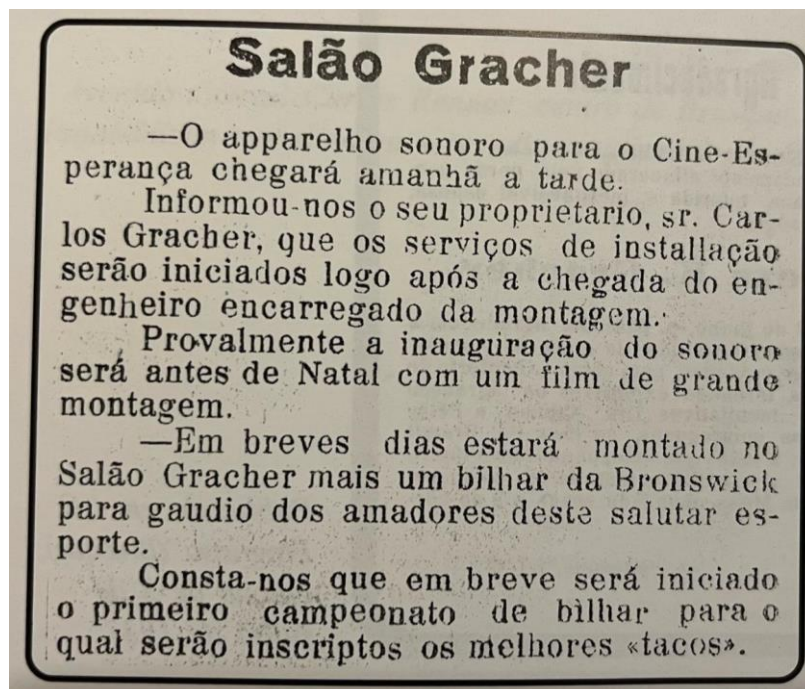 Salão Gracher
—O apparelho sonoro para o Cine-Es-
perança chegará amanhã a tarde.
Informou-nos o seu proprietario, sr. Car-
los Gracher, que os serviços de installação
serão iniciados logo após a chegada do en-
genheiro encarregado da montagem.
Provalmente a inauguração do sonoro
será antes de Natal com um film de grande
montagem.
—Em breves dias estará montado no
Salão Gracher mais um bilhar da Bronswick
para gaudio dos amadores deste salutar es-
porte.
Consta-nos que em breve será iniciado
o primeiro campeonato de bilhar para o
qual serão inscriptos os melhores «tacos».